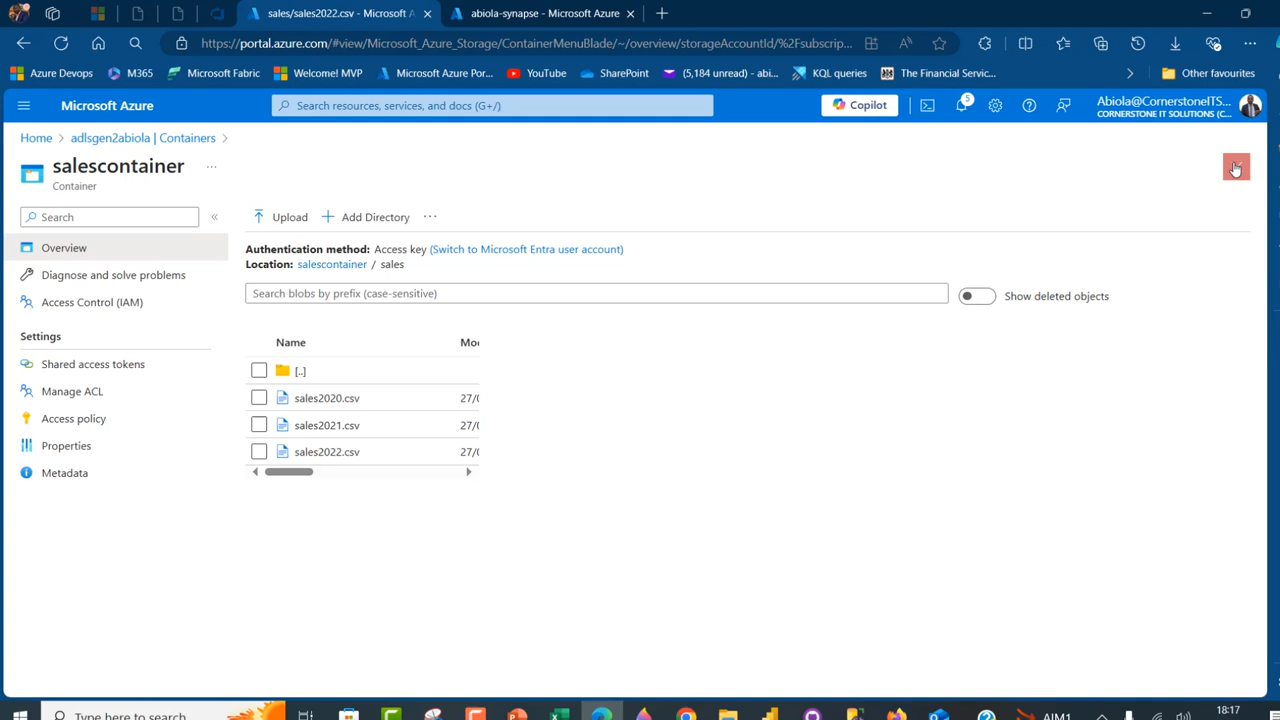 sales/sales2022.csv - Microsoft A
abiola-synapse - Microsoft Azure
https://portal.azure.com/#view/Microsoft_Azure_Storage/ContainerMenuBlade/~/overview/storageAccountId/%2Fsubscrip...
Azure Devops
M365
Microsoft Fabric
Welcome! MVP
Microsoft Azure Por...
YouTube
SharePoint
(5,184 unread) - abi...
KQL queries
The Financial Servic...
Other favourites
Microsoft Azure
Search resources, services, and docs (G+/)
Copilot
5
Abiola@CornerstoneITS...
CORNERSTONE IT SOLUTIONS (C...
Home > adlsgen2abiola | Containers >
salescontainer ...
Container
Search
Upload
Add Directory
...
Overview
Diagnose and solve problems
Access Control (IAM)
Settings
Shared access tokens
Manage ACL
Access policy
Properties
Metadata
Authentication method: Access key (Switch to Microsoft Entra user account)
Location: salescontainer / sales
Search blobs by prefix (case-sensitive)
Show deleted objects
Name
[..]
sales2020.csv 27/
sales2021.csv 27/
sales2022.csv 27/
Type here to search
AIM1
18:17